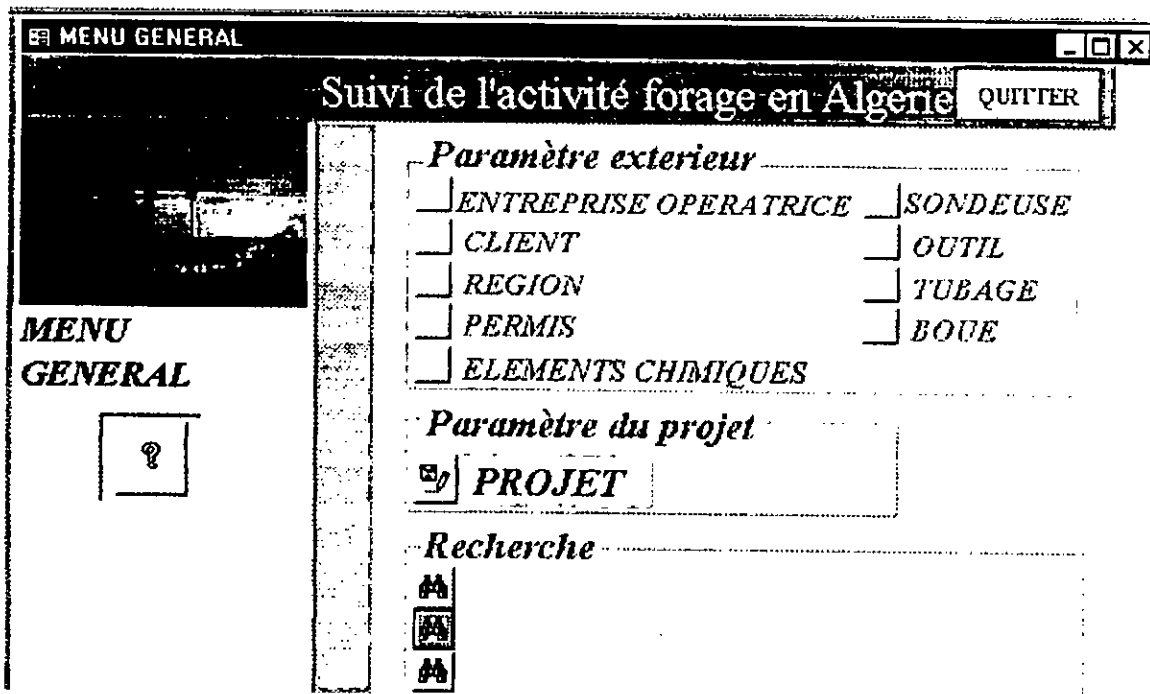 MENU GENERAL
Suivi de l'activité forage en Algerie
QUITTER
Paramètre exterieur
ENTREPRISE OPERATRICE
SONDEUSE
CLIENT
OUTIL
REGION
TUBAGE
PERMIS
BOUE
ELEMENTS CHIMIQUES
MENU
GENERAL
?
Paramètre du projet
PROJET
Recherche